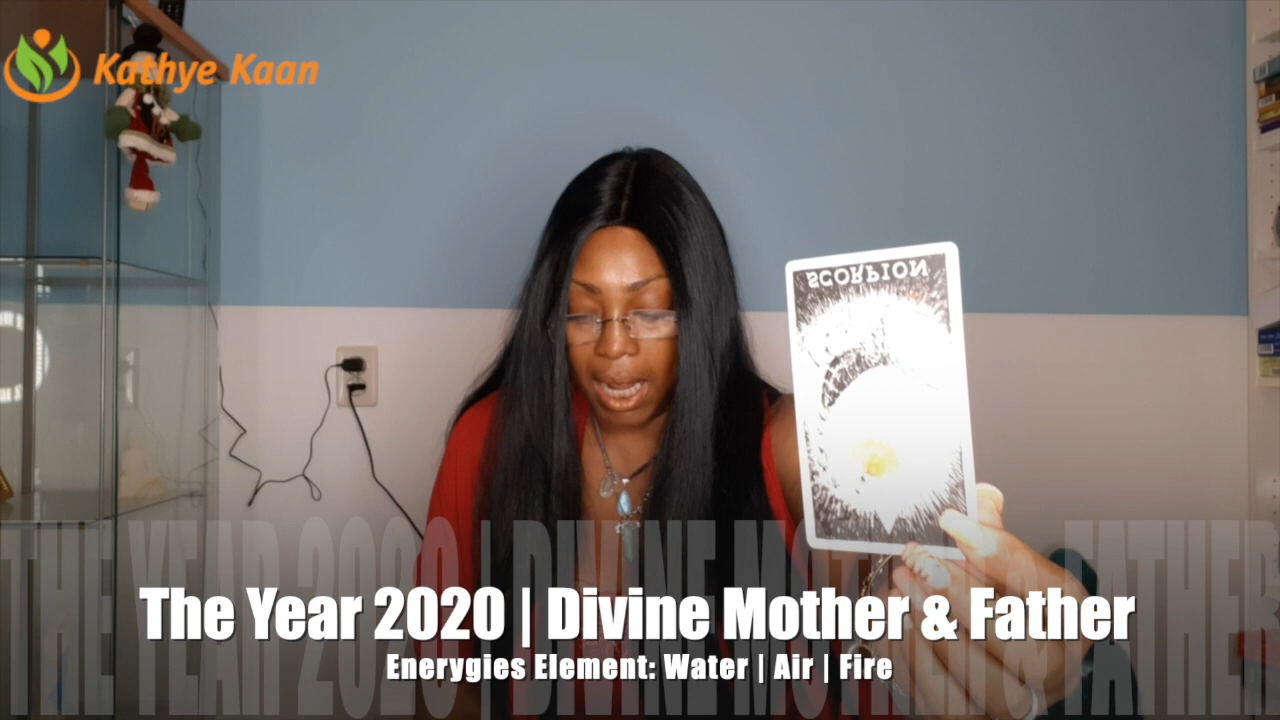 Kathye Kaan
SCORPION
THE YEAR 2020 | DIVINE MOTHER & FATHER
The Year 2020 | Divine Mother & Father
Enerygies Element: Water | Air | Fire